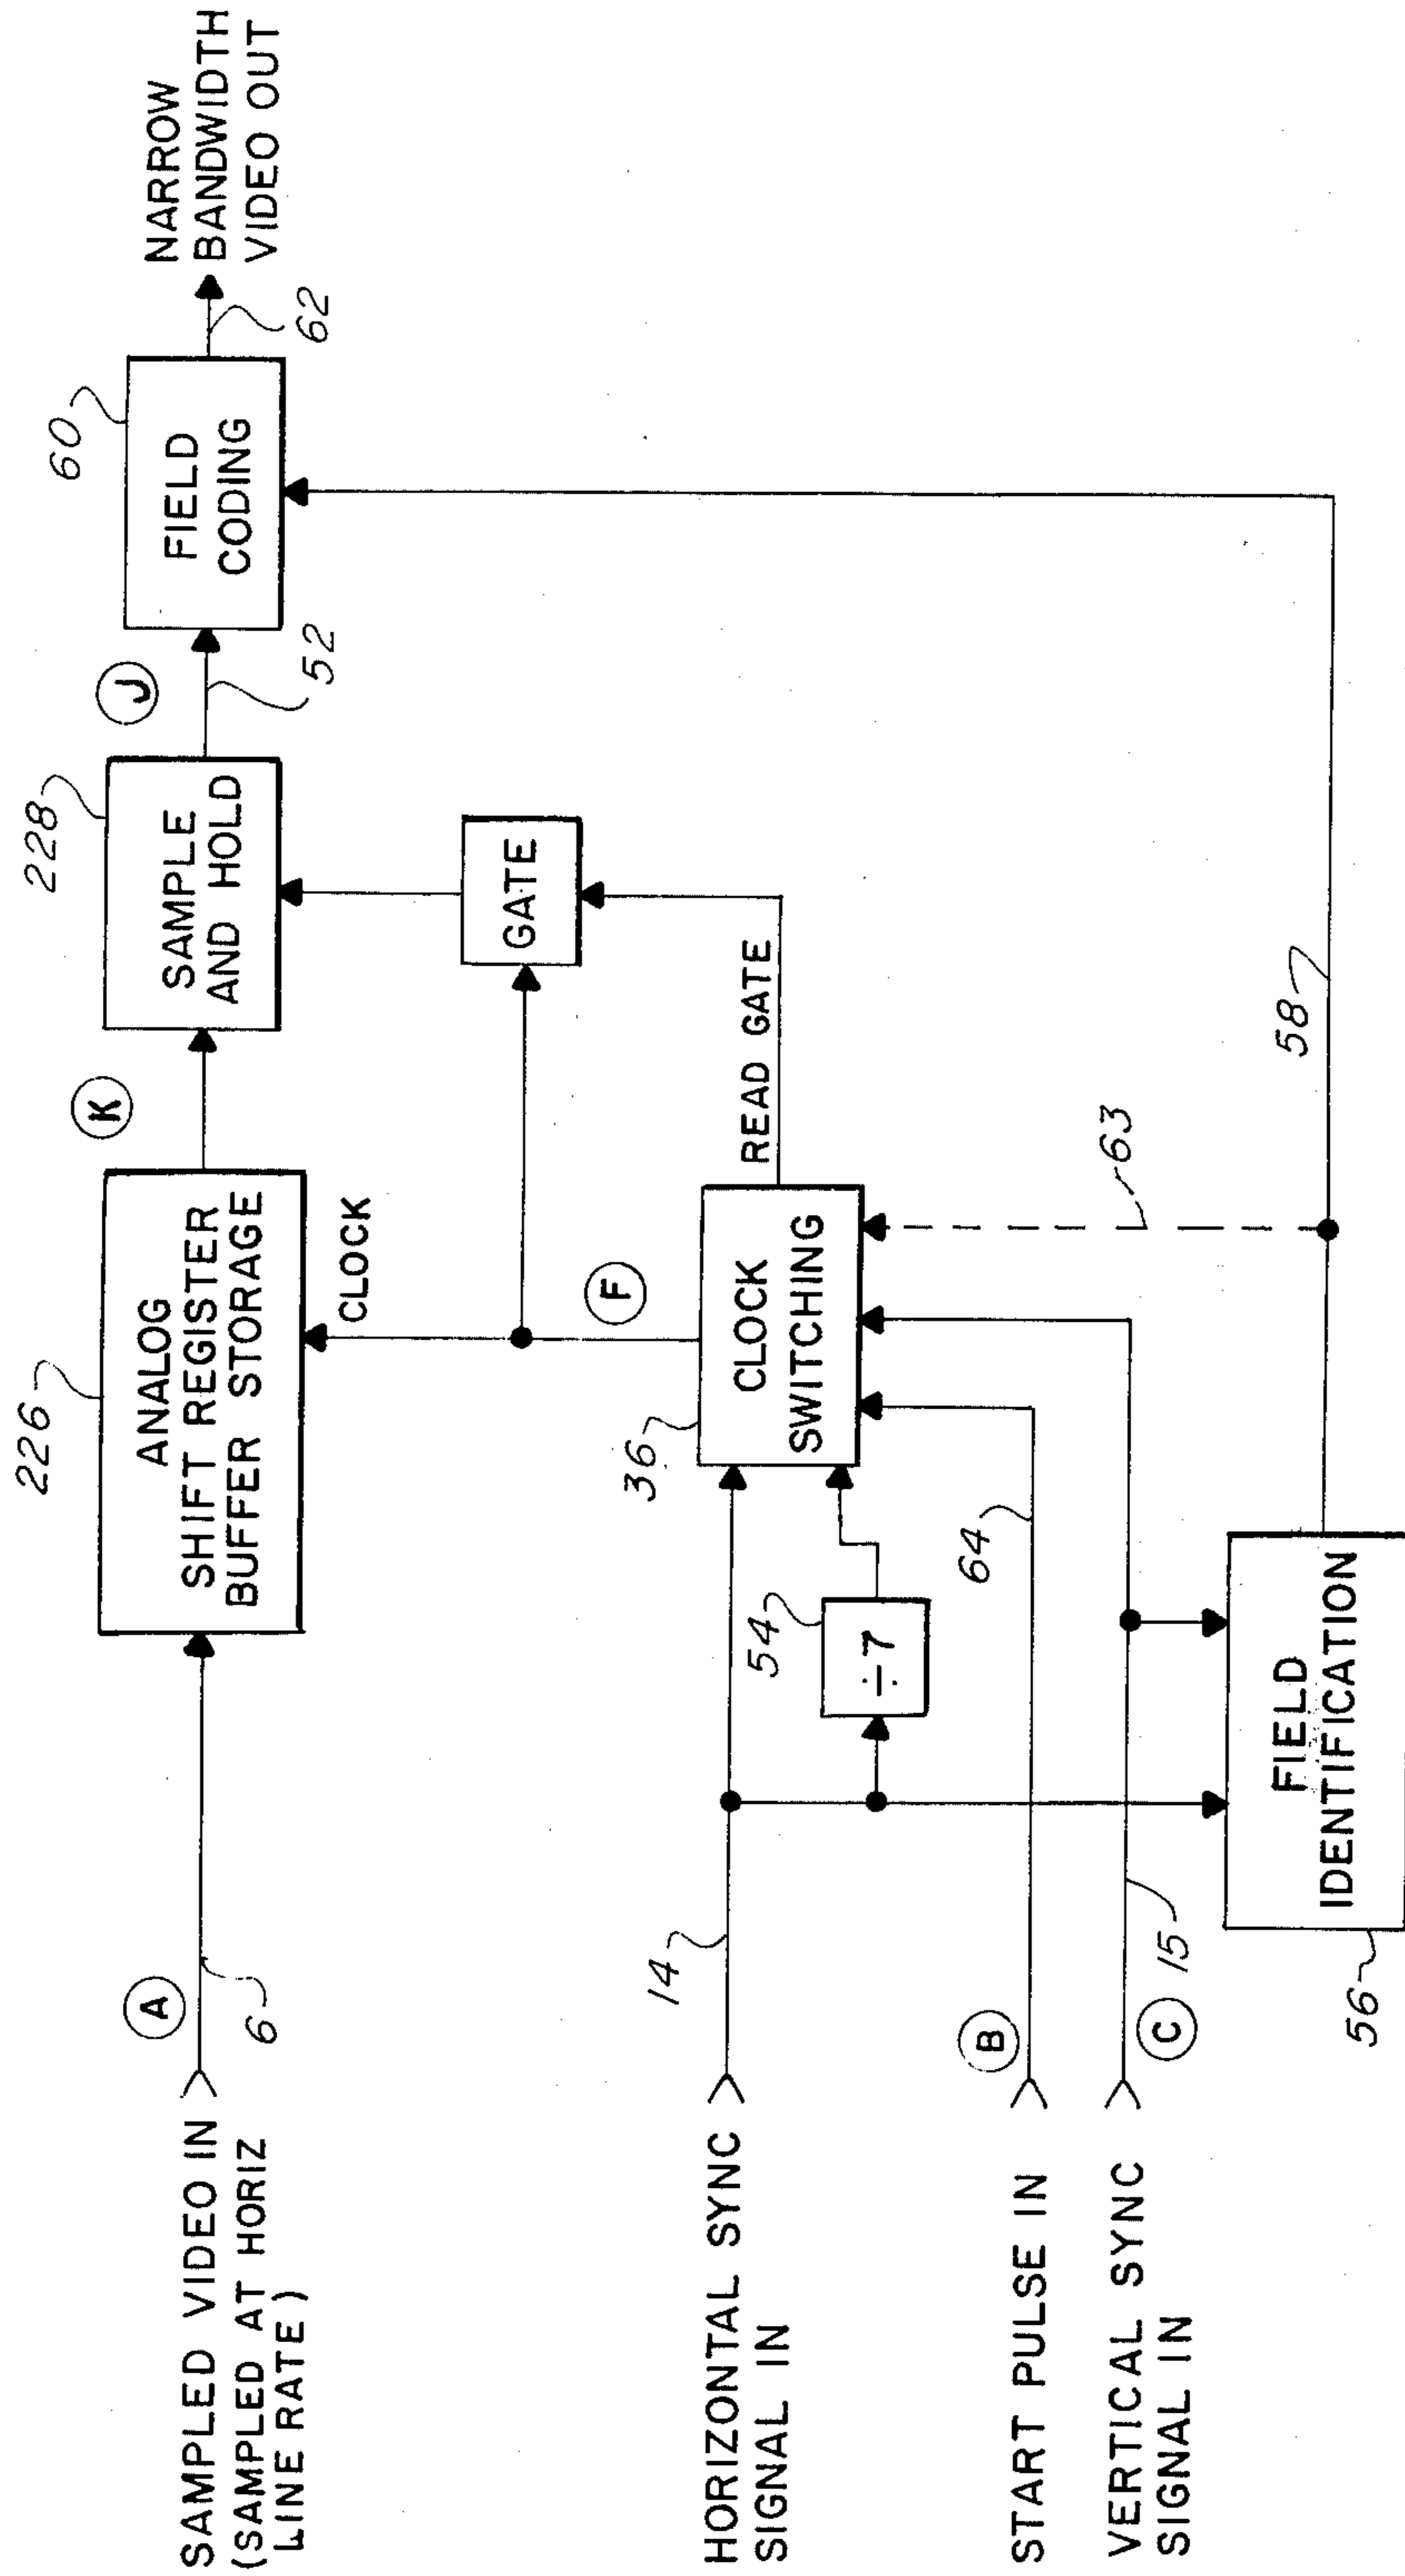 SAMPLED VIDEO IN
(SAMPLED AT HORIZ
LINE RATE)
A
6
226
ANALOG
SHIFT REGISTER
BUFFER STORAGE
CLOCK
K
228
SAMPLE
AND HOLD
J
52
60
FIELD
CODING
62
NARROW
BANDWIDTH
VIDEO OUT
GATE
READ GATE
F
HORIZONTAL SYNC
SIGNAL IN
14
54
÷7
36
CLOCK
SWITCHING
START PULSE IN
B
64
VERTICAL SYNC
SIGNAL IN
C
15
56
FIELD
IDENTIFICATION
63
58